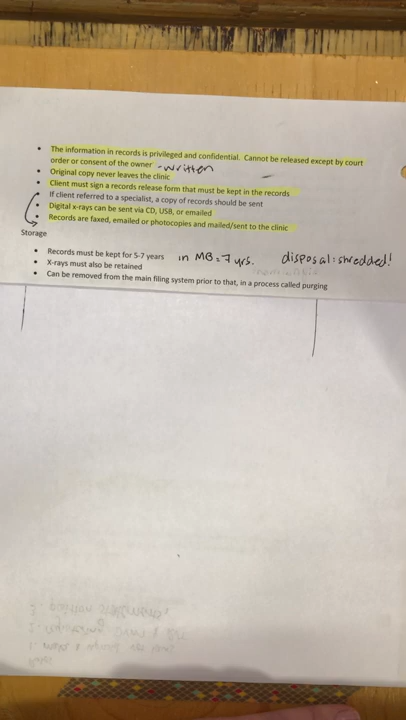 • The information in records is privileged and confidential. Cannot be released except by court
order or consent of the owner -written
• Original copy never leaves the clinic
• Client must sign a records release form that must be kept in the records
• If client referred to a specialist, a copy of records should be sent
• Digital x-rays can be sent via CD, USB, or emailed
• Records are faxed, emailed or photocopies and mailed/sent to the clinic
Storage
• Records must be kept for 5-7 years in MB = 7 yrs. disposal: shredded!
• X-rays must also be retained
• Can be removed from the main filing system prior to that, in a process called purging